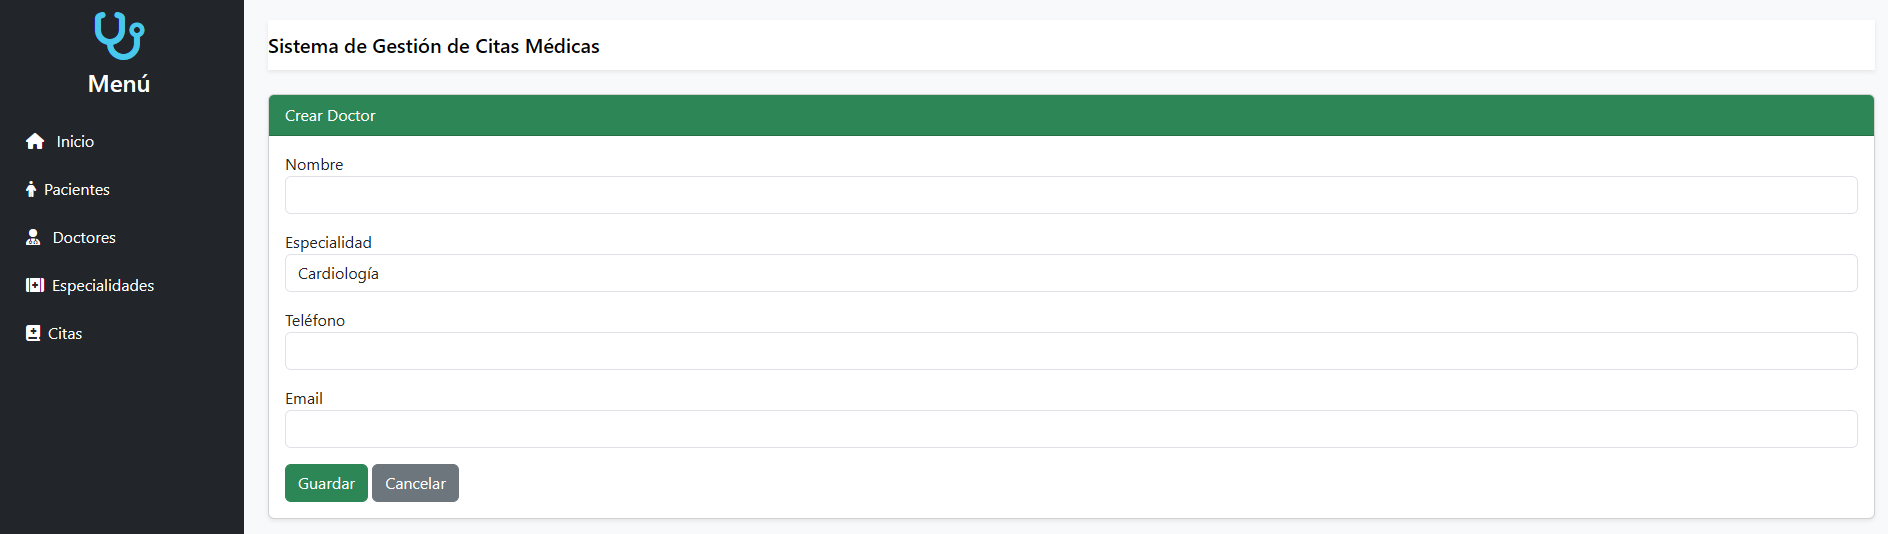 Menú
Inicio
Pacientes
Doctores
Especialidades
Citas
Sistema de Gestión de Citas Médicas
Crear Doctor
Nombre
Especialidad
Cardiología
Teléfono
Email
Guardar Cancelar